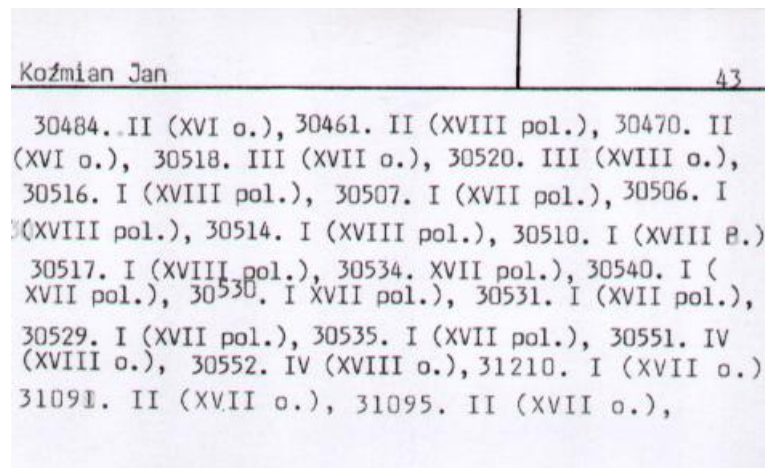 Koźmian Jan 43
30484. II (XVI o.), 30461. II (XVIII pol.), 30470. II
(XVI o.), 30518. III (XVII o.), 30520. III (XVIII o.),
30516. I (XVIII pol.), 30507. I (XVII pol.), 30506. I
(XVIII pol.), 30514. I (XVIII pol.), 30510. I (XVIII .)
30517. I (XVIII pol.), 30534. XVII pol.), 30540. I (
XVII pol.), 30530. I XVII pol.), 30531. I (XVII pol.),
30529. I (XVII pol.), 30535. I (XVII pol.), 30551. IV
(XVIII o.), 30552. IV (XVIII o.), 31210. I (XVII o.)
31091. II (XVII o.), 31095. II (XVII o.),